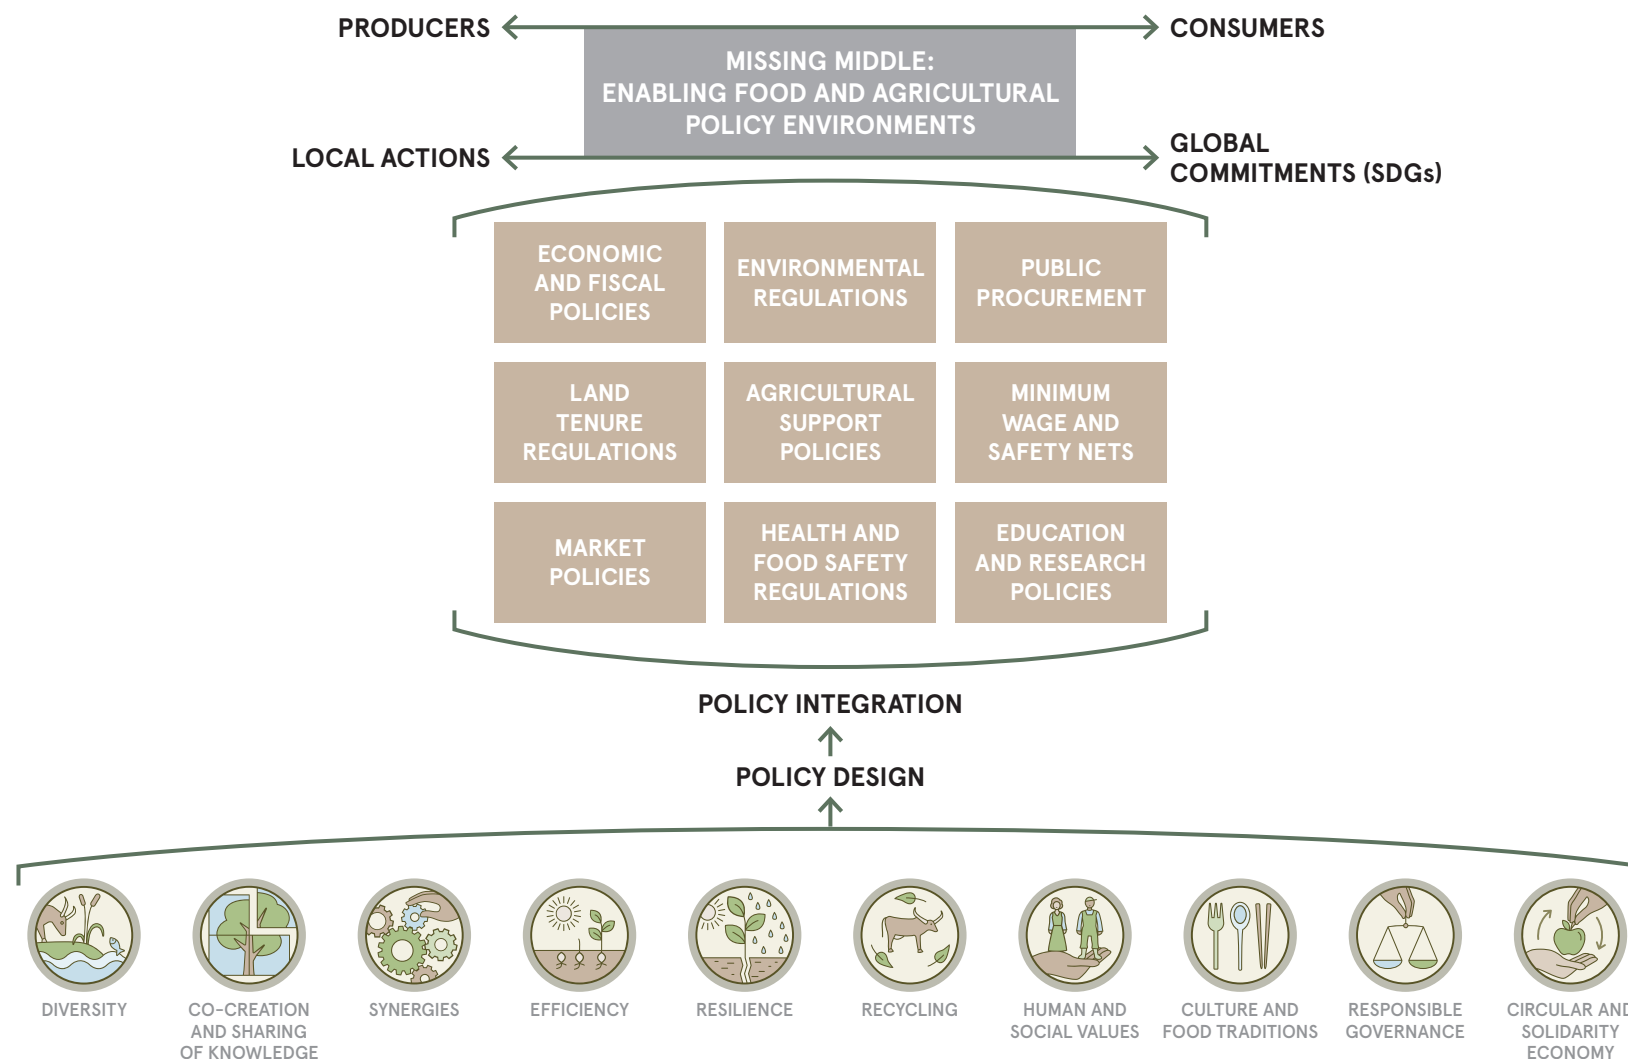 PRODUCERS
CONSUMERS
MISSING MIDDLE:
ENABLING FOOD AND AGRICULTURAL
POLICY ENVIRONMENTS
LOCAL ACTIONS
GLOBAL
COMMITMENTS (SDGs)
ECONOMIC
AND FISCAL
POLICIES
ENVIRONMENTAL
REGULATIONS
PUBLIC
PROCUREMENT
LAND
TENURE
REGULATIONS
AGRICULTURAL
SUPPORT
POLICIES
MINIMUM
WAGE AND
SAFETY NETS
MARKET
POLICIES
HEALTH AND
FOOD SAFETY
REGULATIONS
EDUCATION
AND RESEARCH
POLICIES
POLICY INTEGRATION
POLICY DESIGN
DIVERSITY
CO-CREATION
AND SHARING
OF KNOWLEDGE
SYNERGIES
EFFICIENCY
RESILIENCE
RECYCLING
HUMAN AND
SOCIAL VALUES
CULTURE AND
FOOD TRADITIONS
RESPONSIBLE
GOVERNANCE
CIRCULAR AND
SOLIDARITY
ECONOMY